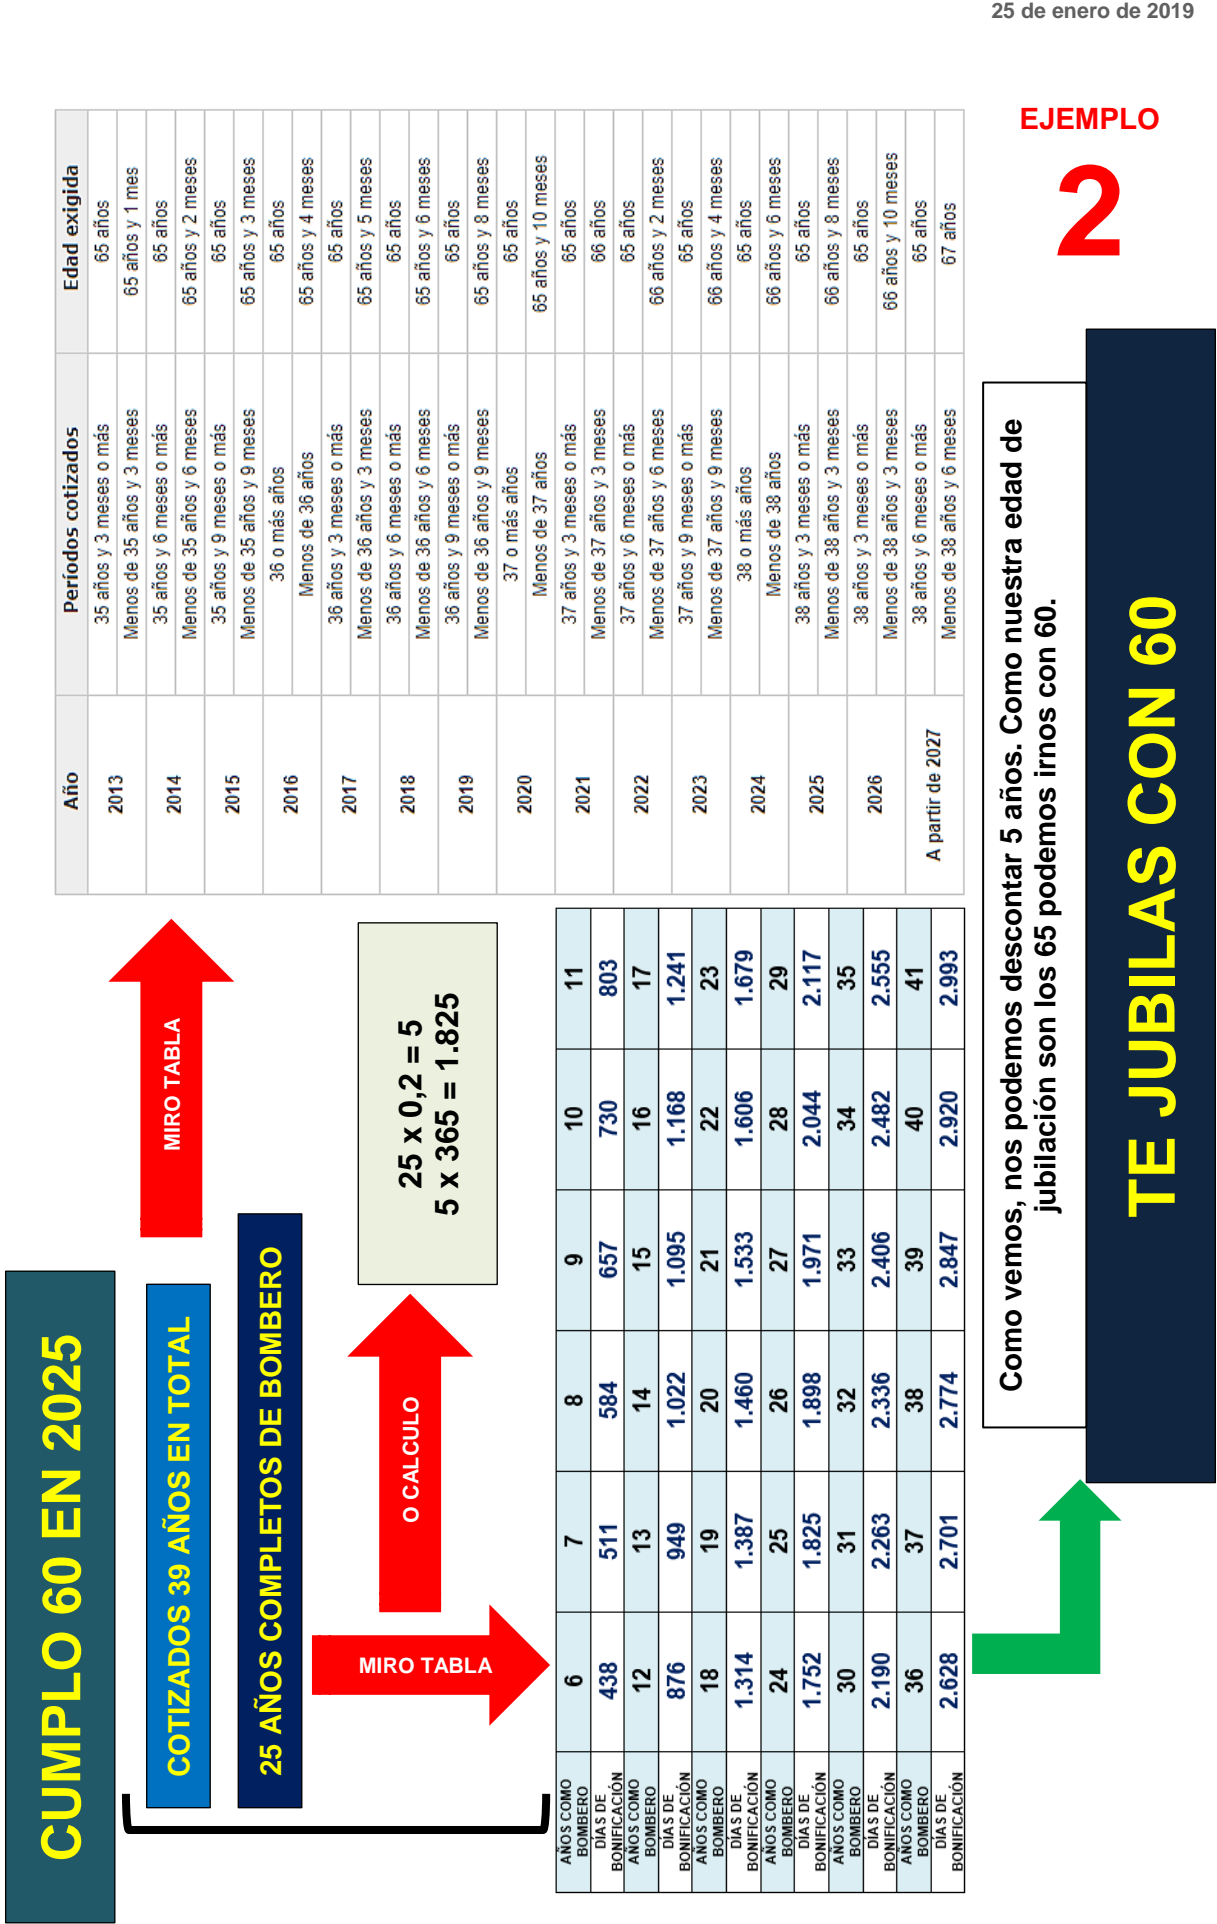 25 de enero de 2019
EJEMPLO
2
CUMPLO 60 EN 2025
COTIZADOS 39 AÑOS EN TOTAL
25 AÑOS COMPLETOS DE BOMBERO
MIRO TABLA
O CALCULO
MIRO TABLA
25 x 0,2 = 5
5 x 365 = 1.825
Año Períodos cotizados Edad exigida
2013 35 años y 3 meses o más 65 años
Menos de 35 años y 3 meses 65 años y 1 mes
2014 35 años y 6 meses o más 65 años
Menos de 35 años y 6 meses 65 años y 2 meses
2015 35 años y 9 meses o más 65 años
Menos de 35 años y 9 meses 65 años y 3 meses
2016 36 o más años 65 años
Menos de 36 años 65 años y 4 meses
2017 36 años y 3 meses o más 65 años
Menos de 36 años y 3 meses 65 años y 5 meses
2018 36 años y 6 meses o más 65 años
Menos de 36 años y 6 meses 65 años y 6 meses
2019 36 años y 9 meses o más 65 años
Menos de 36 años y 9 meses 65 años y 8 meses
2020 37 o más años 65 años
Menos de 37 años 65 años y 10 meses
2021 37 años y 3 meses o más 65 años
Menos de 37 años y 3 meses 66 años
2022 37 años y 6 meses o más 65 años
Menos de 37 años y 6 meses 66 años y 2 meses
2023 37 años y 9 meses o más 65 años
Menos de 37 años y 9 meses 66 años y 4 meses
2024 38 o más años 65 años
Menos de 38 años 66 años y 6 meses
2025 38 años y 3 meses o más 65 años
Menos de 38 años y 3 meses 66 años y 8 meses
2026 38 años y 3 meses o más 65 años
Menos de 38 años y 3 meses 66 años y 10 meses
A partir de 2027 38 años y 6 meses o más 65 años
Menos de 38 años y 6 meses 67 años
AÑOS COMO BOMBERO 6 7 8 9 10 11
DÍAS DE BONIFICACIÓN 438 511 584 657 730 803
AÑOS COMO BOMBERO 12 13 14 15 16 17
DÍAS DE BONIFICACIÓN 876 949 1.022 1.095 1.168 1.241
AÑOS COMO BOMBERO 18 19 20 21 22 23
DÍAS DE BONIFICACIÓN 1.314 1.387 1.460 1.533 1.606 1.679
AÑOS COMO BOMBERO 24 25 26 27 28 29
DÍAS DE BONIFICACIÓN 1.752 1.825 1.898 1.971 2.044 2.117
AÑOS COMO BOMBERO 30 31 32 33 34 35
DÍAS DE BONIFICACIÓN 2.190 2.263 2.336 2.406 2.482 2.555
AÑOS COMO BOMBERO 36 37 38 39 40 41
DÍAS DE BONIFICACIÓN 2.628 2.701 2.774 2.847 2.920 2.993
Como vemos, nos podemos descontar 5 años. Como nuestra edad de
jubilación son los 65 podemos irnos con 60.
TE JUBILAS CON 60